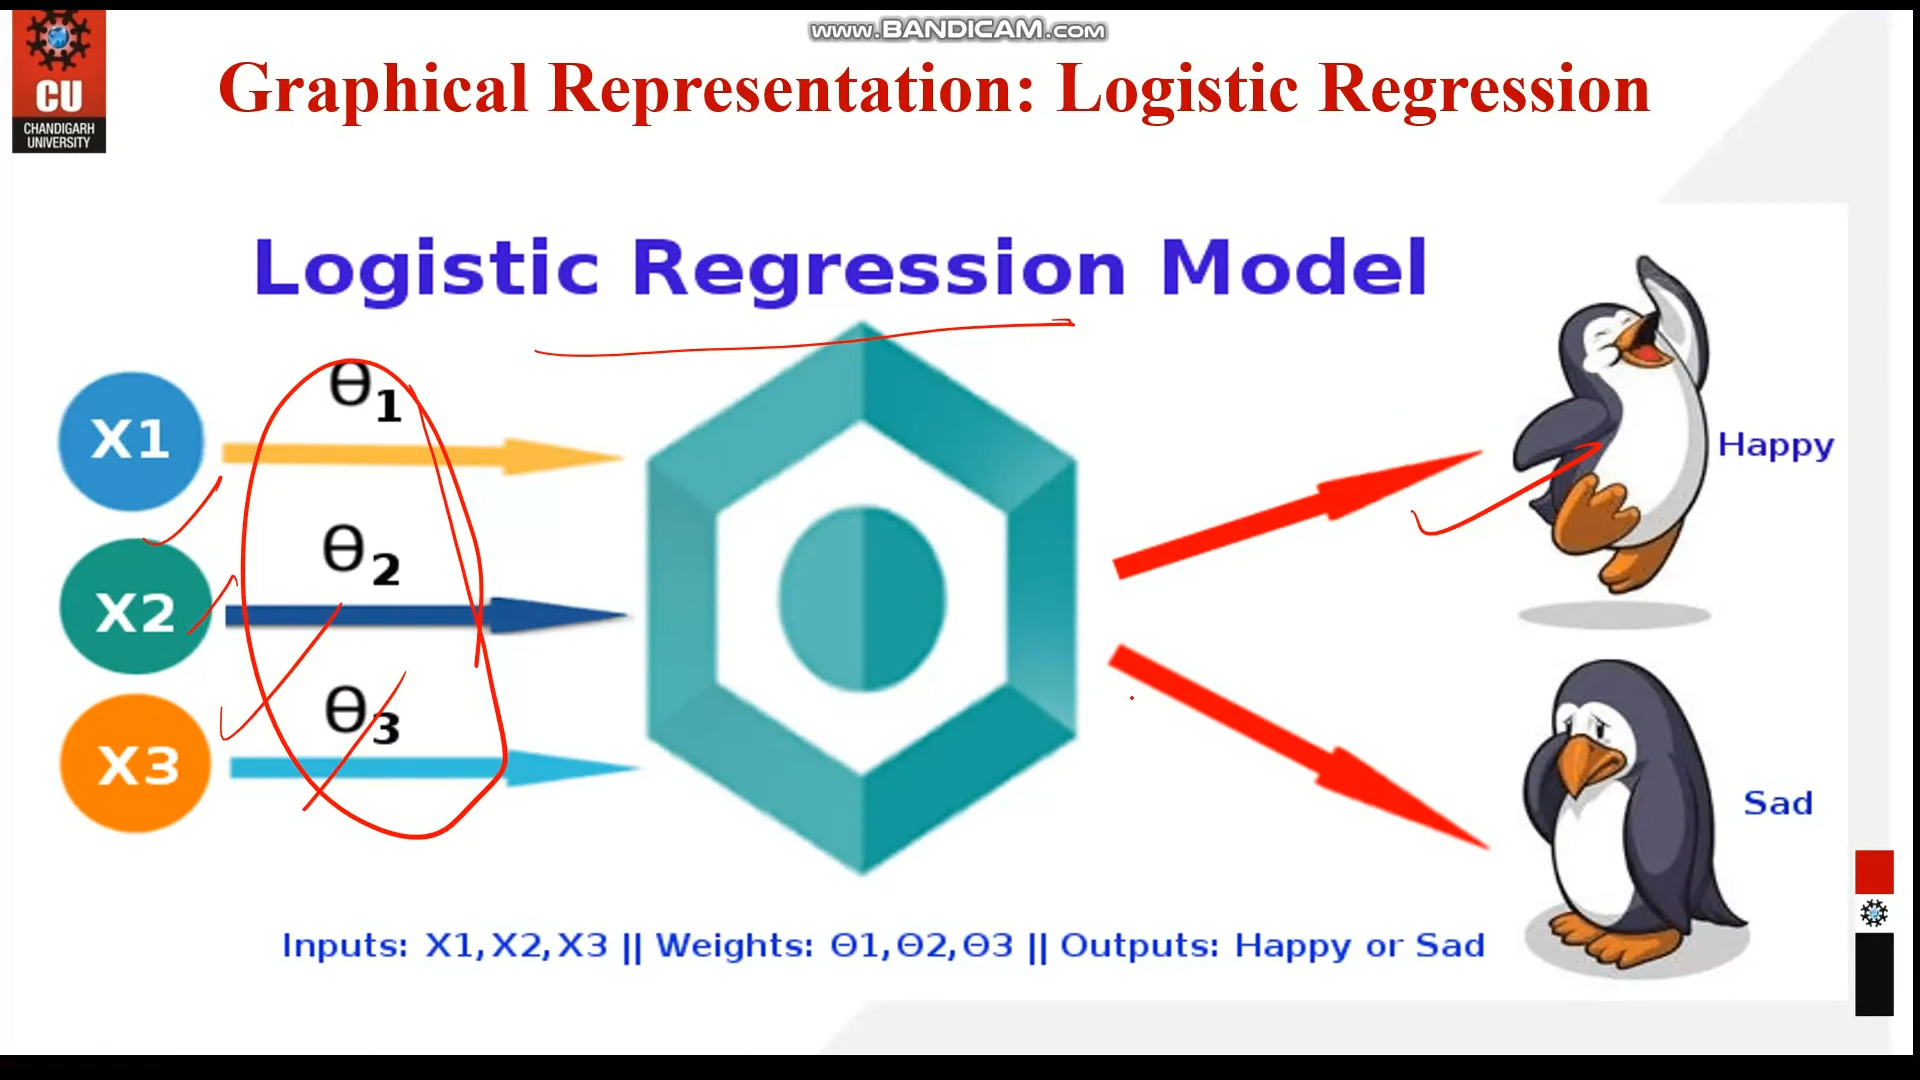 www.BANDICAM.com
CU
CHANDIGARH
UNIVERSITY
Graphical Representation: Logistic Regression
Logistic Regression Model
X1
Θ1
X2
Θ2
X3
Θ3
Happy
Sad
Inputs: X1,X2,X3 || Weights: Θ1,Θ2,Θ3 || Outputs: Happy or Sad